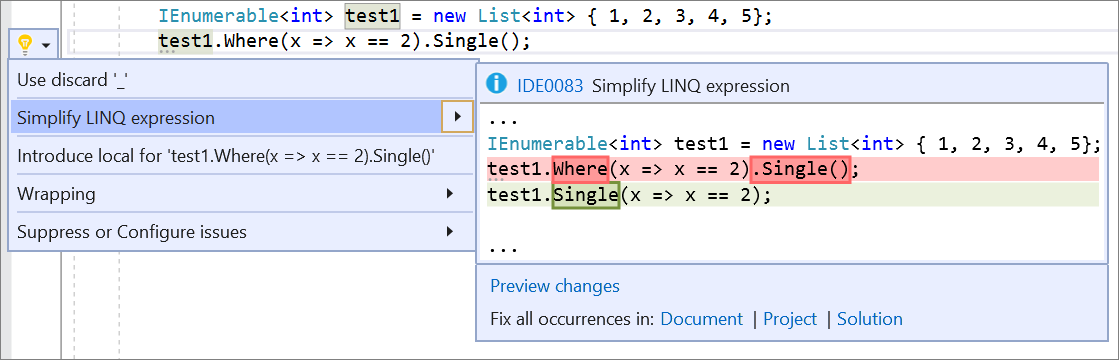 IEnumerable<int> test1 = new List<int> { 1, 2, 3, 4, 5};
test1.Where(x => x == 2).Single();
Use discard '_'
Simplify LINQ expression
Introduce local for 'test1.Where(x => x == 2).Single()'
Wrapping
Suppress or Configure issues
IDE0083 Simplify LINQ expression
...
IEnumerable<int> test1 = new List<int> { 1, 2, 3, 4, 5};
test1.Where(x => x == 2).Single();
test1.Single(x => x == 2);
...
Preview changes
Fix all occurrences in: Document | Project | Solution